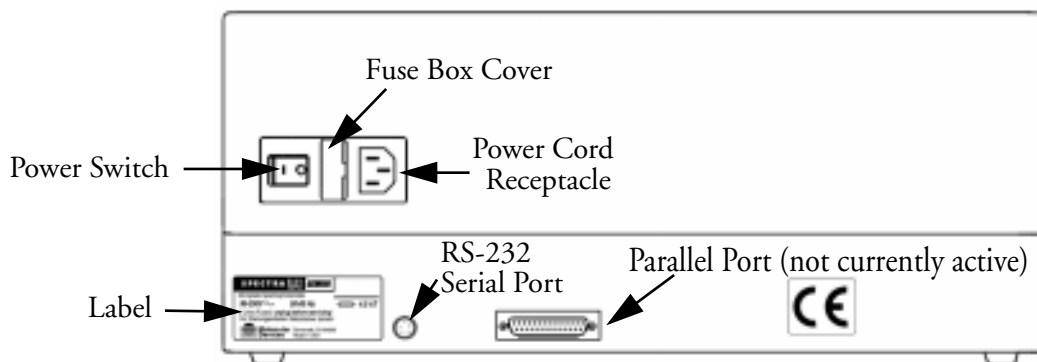 Fuse Box Cover
Power Switch
Power Cord
Receptacle
RS-232
Serial Port
Parallel Port (not currently active)
Label
SPECTRA
CE